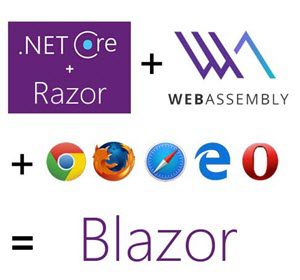 .NET Core
+
Razor
+
WEBASSEMBLY
+
= Blazor